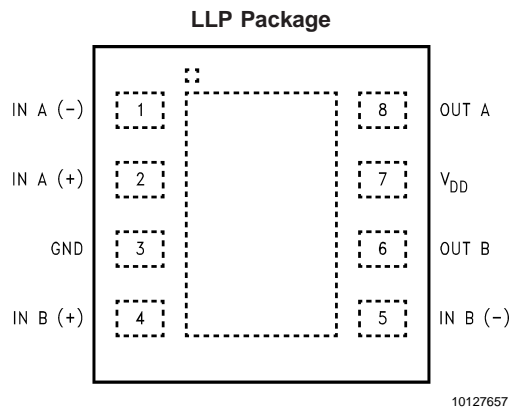 LLP Package
IN A (-) 1 8 OUT A
IN A (+) 2 7 VDD
GND 3 6 OUT B
IN B (+) 4 5 IN B (-)
10127657